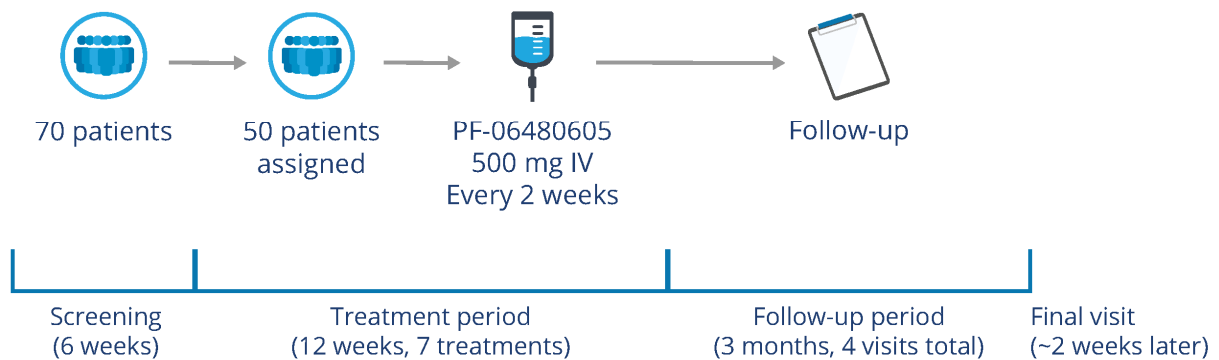 70 patients
50 patients
assigned
PF-06480605
500 mg IV
Every 2 weeks
Follow-up
Screening
(6 weeks)
Treatment period
(12 weeks, 7 treatments)
Follow-up period
(3 months, 4 visits total)
Final visit
(~2 weeks later)